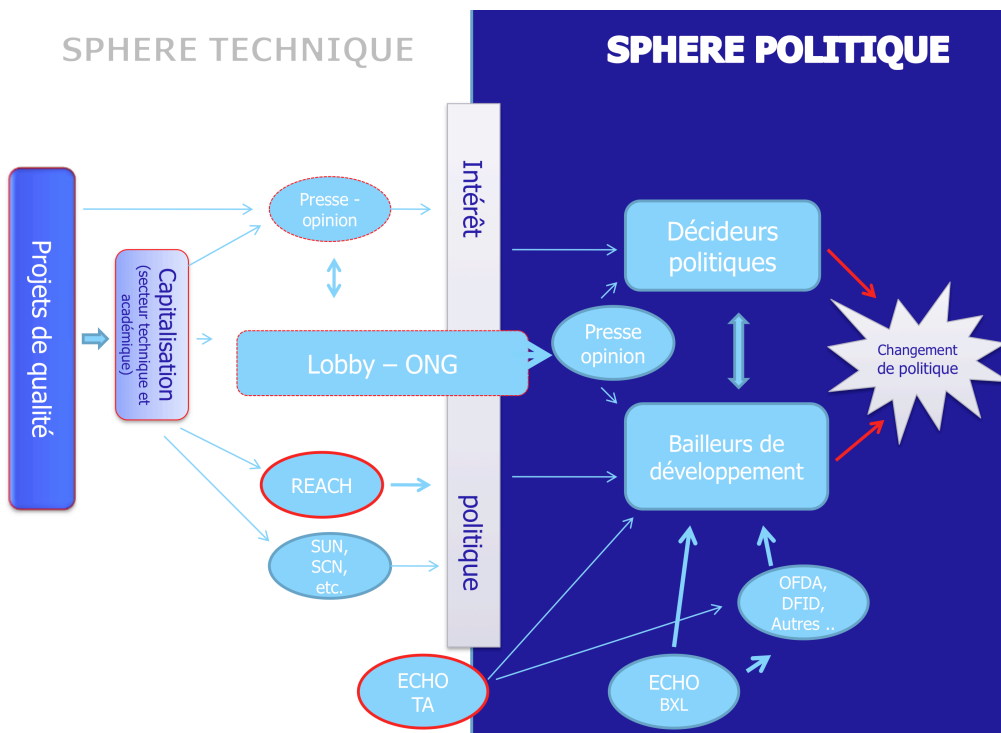 SPHERE TECHNIQUE
SPHERE POLITIQUE
Projets de qualité
Capitalisation
(secteur technique et
académique)
Presse -
opinion
Intérêt
politique
Lobby – ONG
REACH
SUN,
SCN,
etc.
ECHO
TA
Décideurs
politiques
Presse
opinion
Bailleurs de
développement
Changement
de politique
OFDA,
DFID,
Autres ..
ECHO
BXL